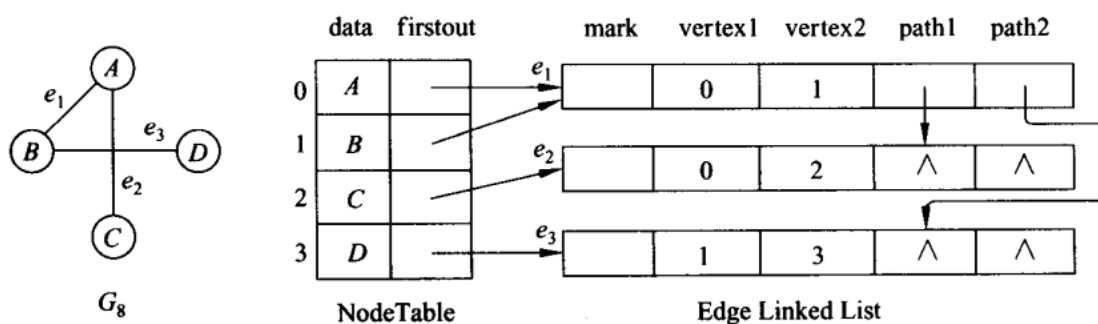 data firstout mark vertex1 vertex2 path1 path2
A
e1
e3
B D
e2
C
G8
0 A
1 B
2 C
3 D
NodeTable
e1 0 1
e2 0 2 ∧ ∧
e3 1 3 ∧ ∧
Edge Linked List